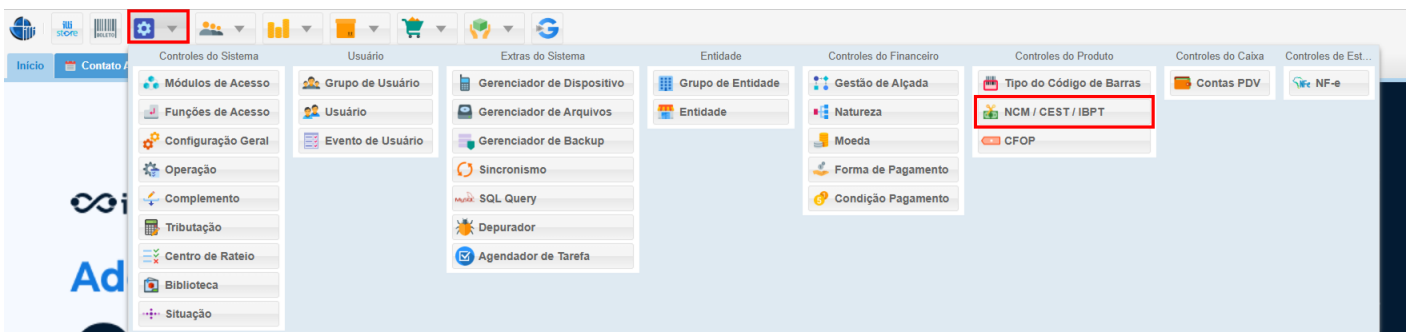 illi
store
BOLETO
Início
Contato A
Controles do Sistema
Módulos de Acesso
Funções de Acesso
Configuração Geral
Operação
Complemento
Tributação
Centro de Rateio
Biblioteca
Situação
Usuário
Grupo de Usuário
Usuário
Evento de Usuário
Extras do Sistema
Gerenciador de Dispositivo
Gerenciador de Arquivos
Gerenciador de Backup
Sincronismo
SQL Query
Depurador
Agendador de Tarefa
Entidade
Grupo de Entidade
Entidade
Controles do Financeiro
Gestão de Alçada
Natureza
Moeda
Forma de Pagamento
Condição Pagamento
Controles do Produto
Tipo do Código de Barras
NCM / CEST / IBPT
CFOP
Controles do Caixa
Contas PDV
Controles de Est...
NF-e
Ad